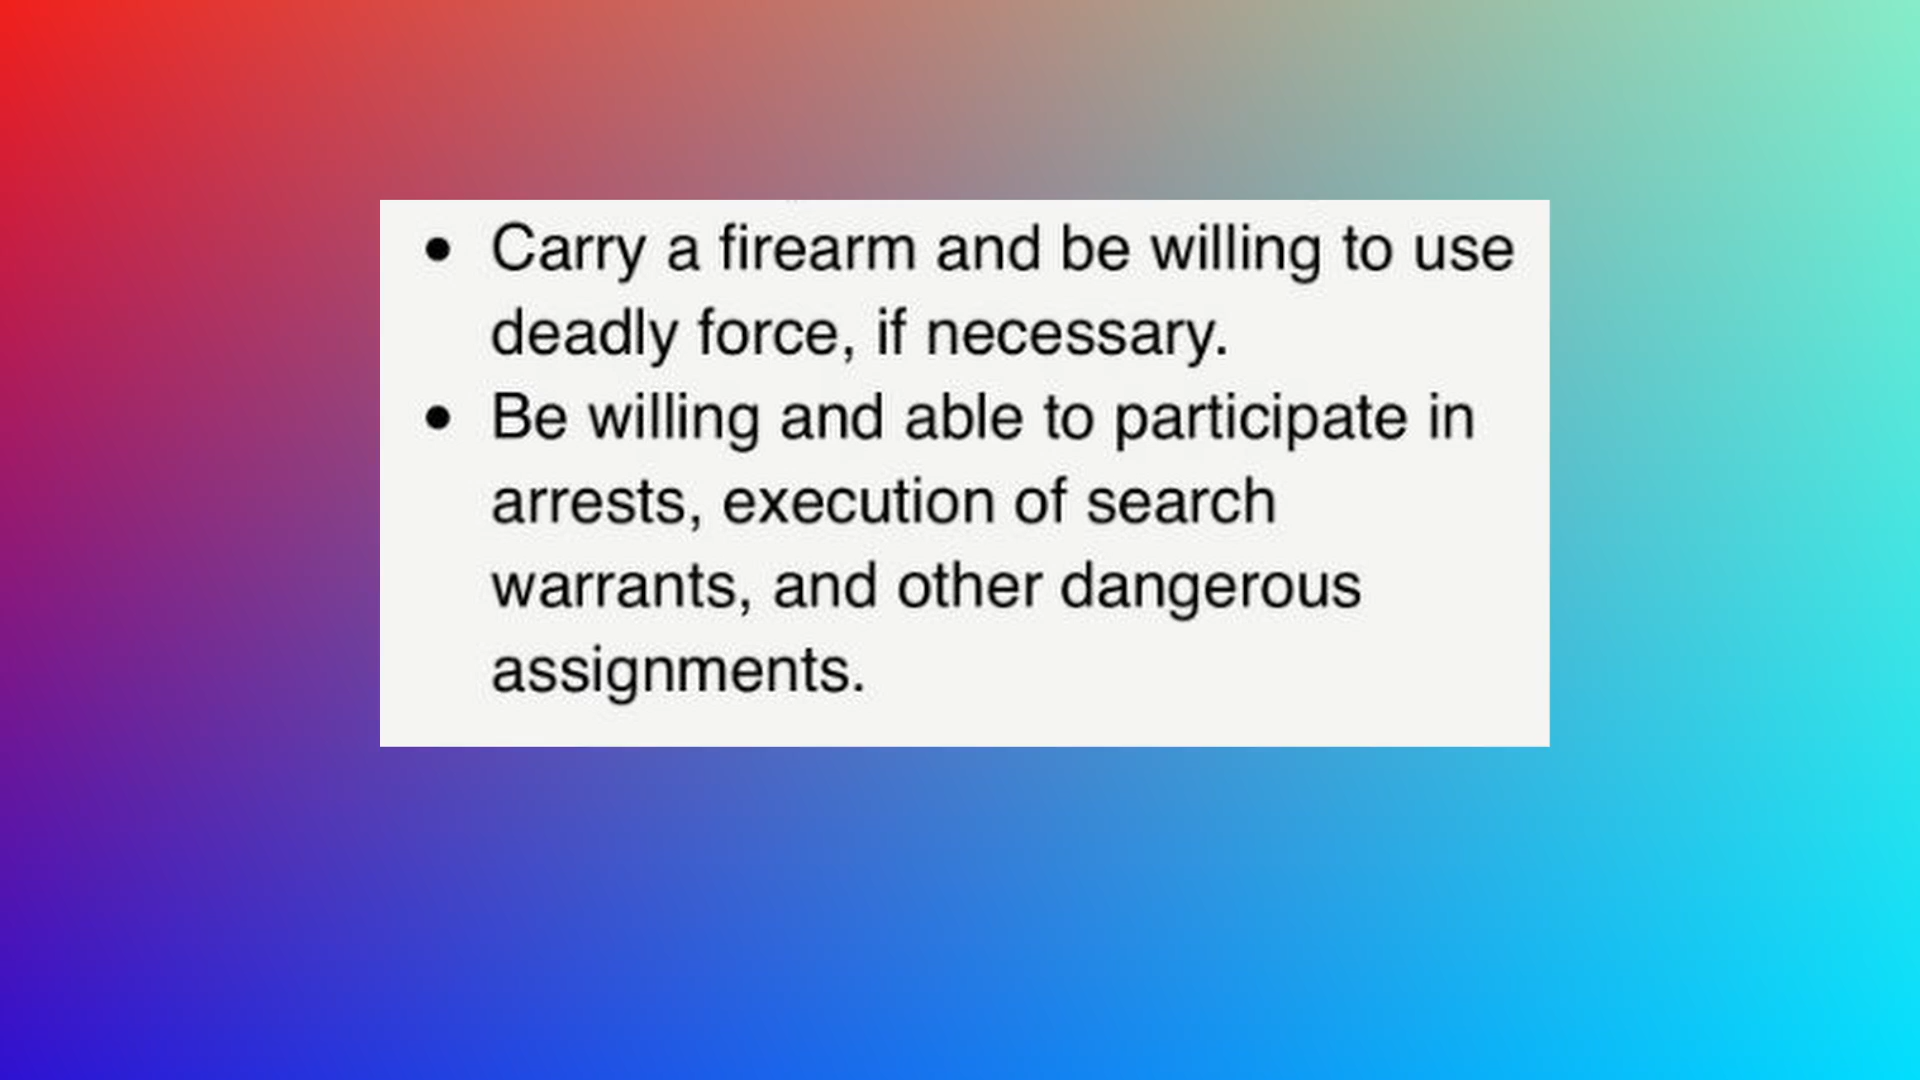 • Carry a firearm and be willing to use
deadly force, if necessary.
• Be willing and able to participate in
arrests, execution of search
warrants, and other dangerous
assignments.